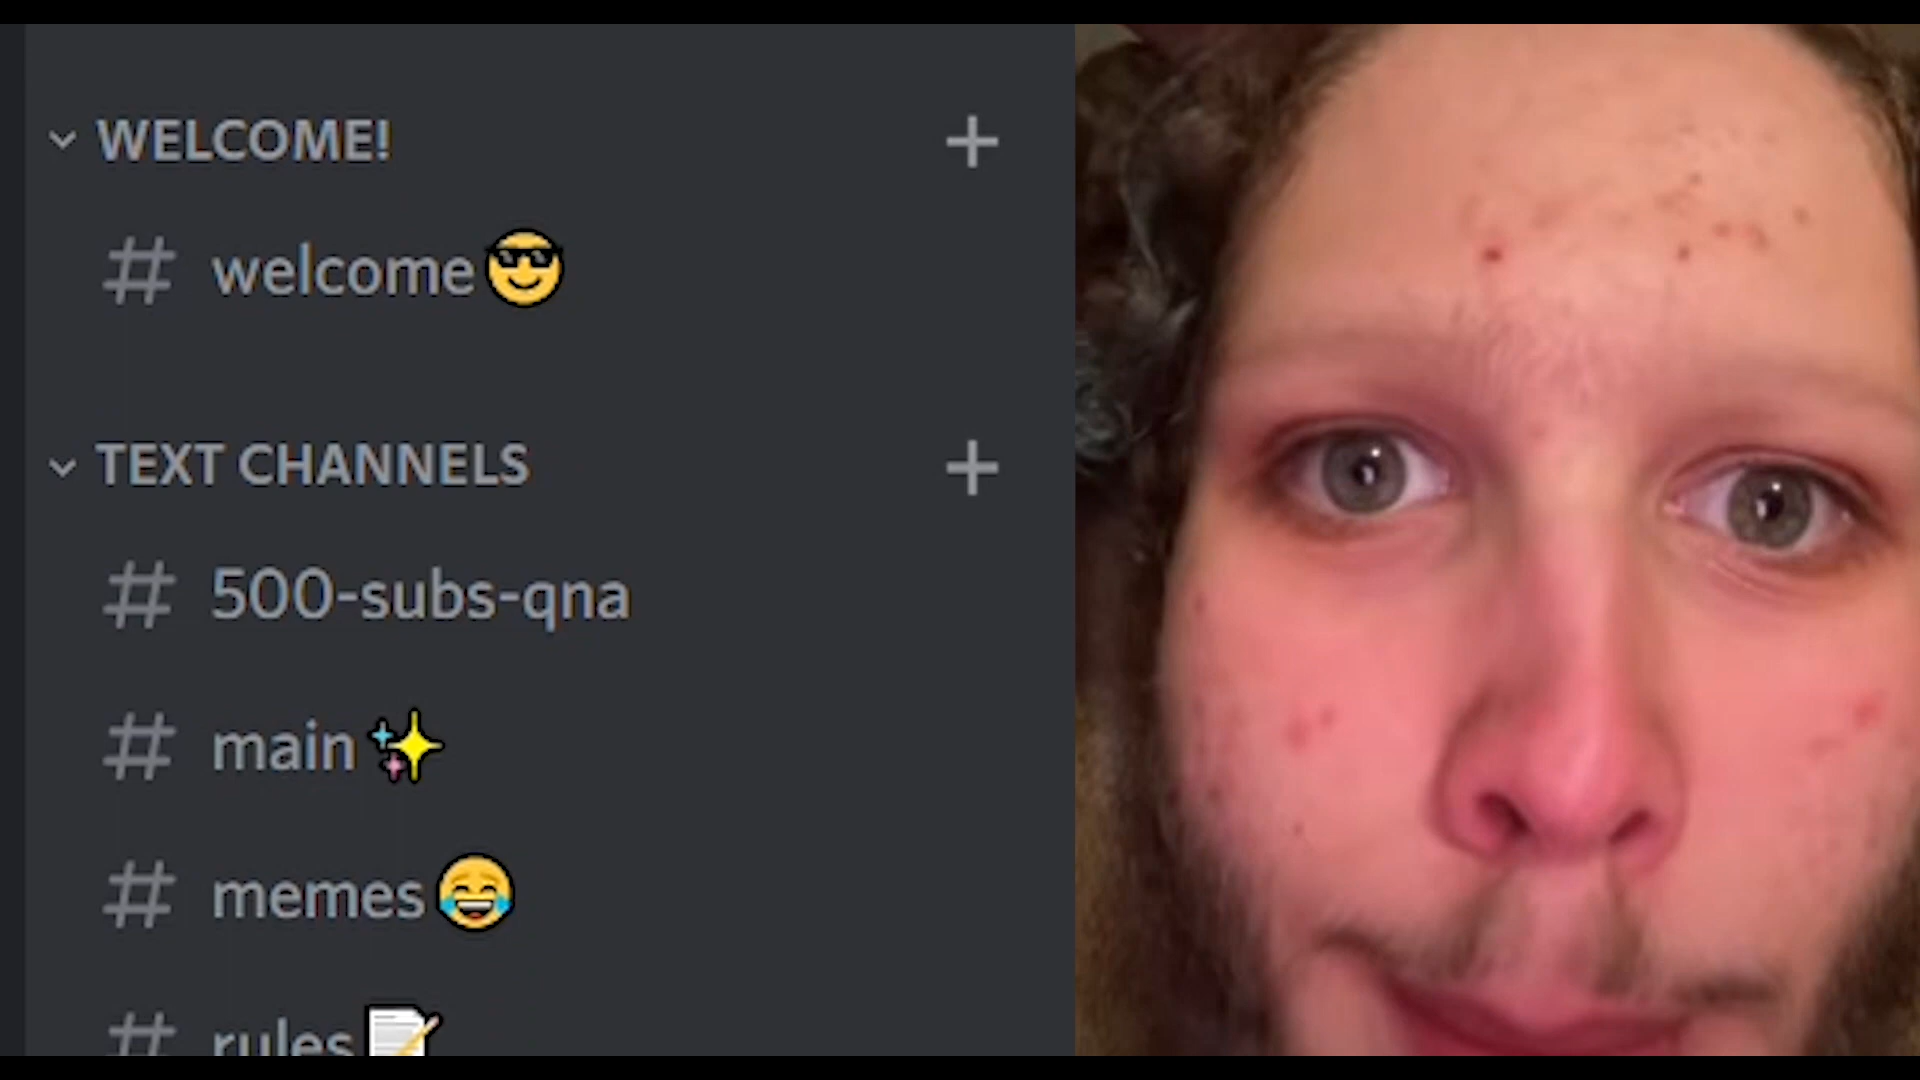 WELCOME!
# welcome😎
TEXT CHANNELS
# 500-subs-qna
# main✨
# memes😂
# rules📝